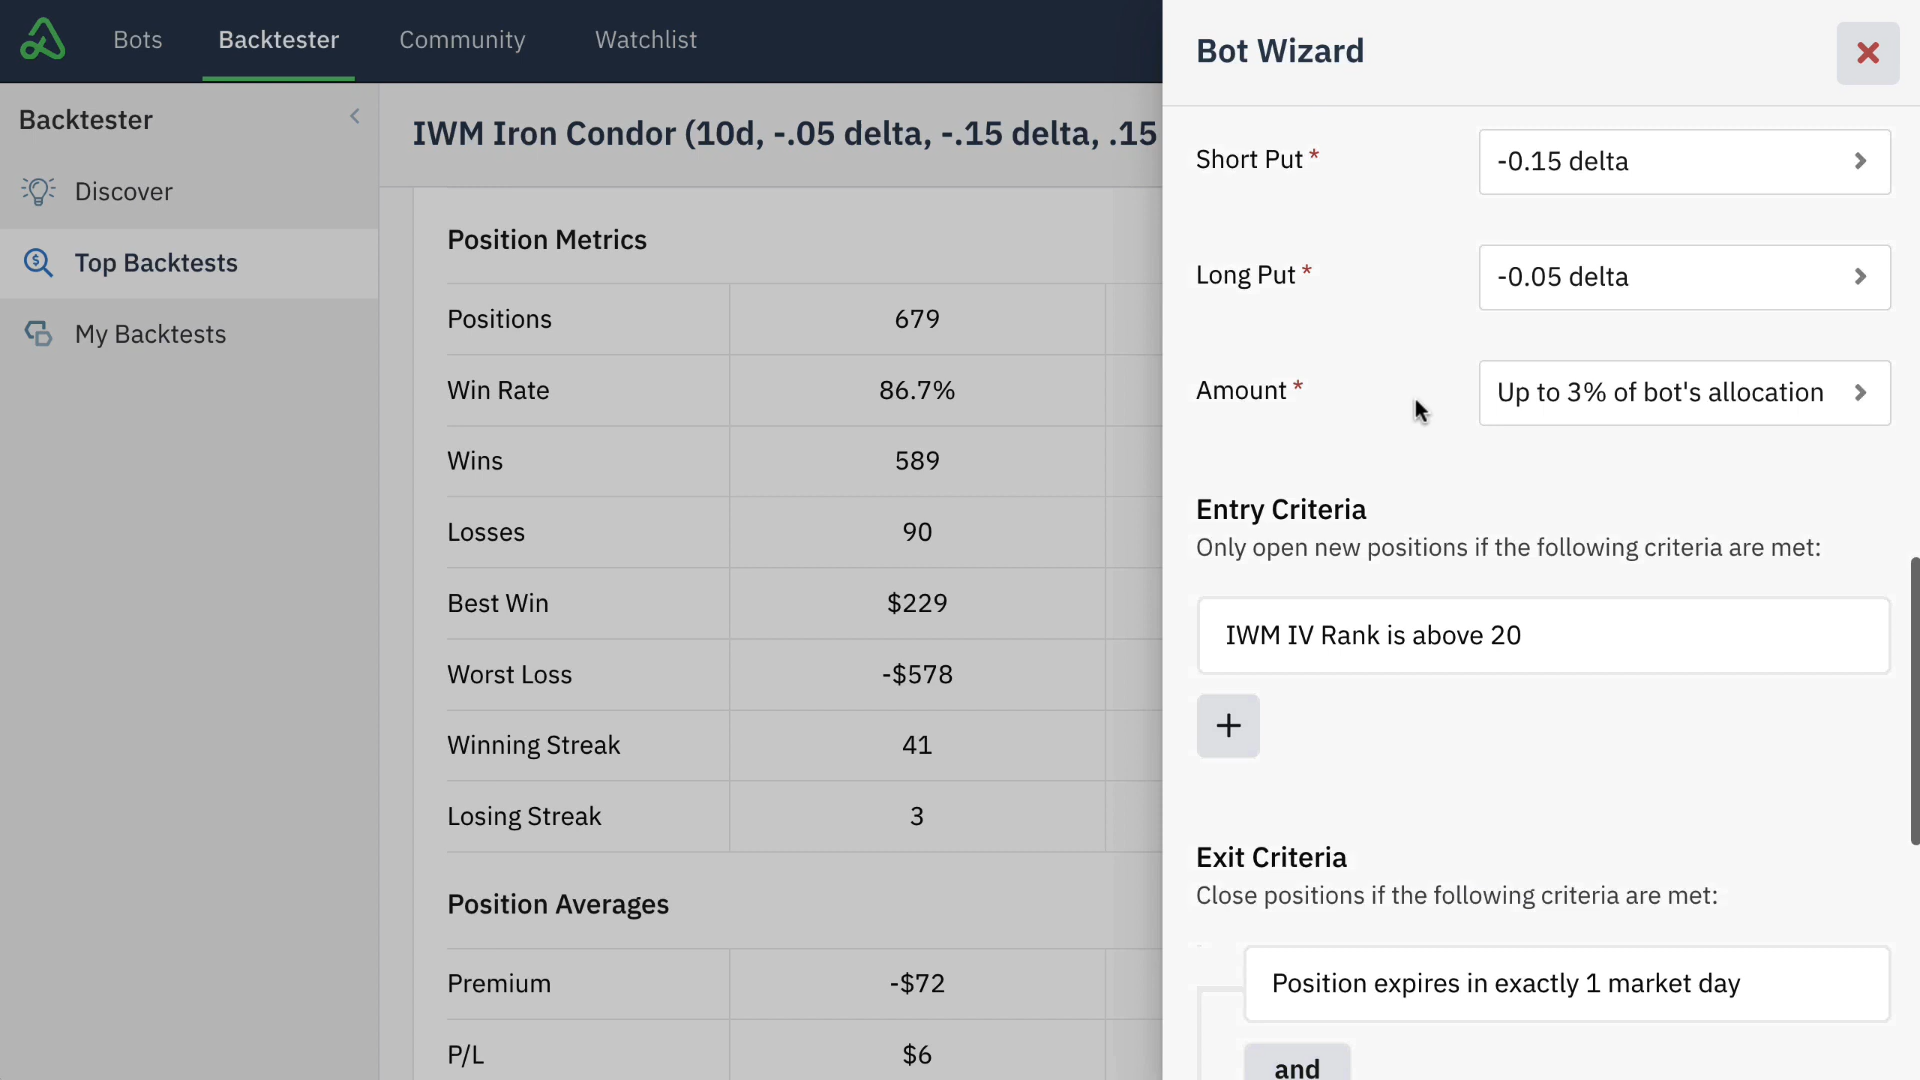 Bots
Backtester
Community
Watchlist
Backtester
Discover
Top Backtests
My Backtests
IWM Iron Condor (10d, -.05 delta, -.15 delta, .15
Position Metrics
Positions 679
Win Rate 86.7%
Wins 589
Losses 90
Best Win $229
Worst Loss -$578
Winning Streak 41
Losing Streak 3
Position Averages
Premium -$72
P/L $6
Bot Wizard
Short Put * -0.15 delta
Long Put * -0.05 delta
Amount * Up to 3% of bot's allocation
Entry Criteria
Only open new positions if the following criteria are met:
IWM IV Rank is above 20
+
Exit Criteria
Close positions if the following criteria are met:
Position expires in exactly 1 market day
and